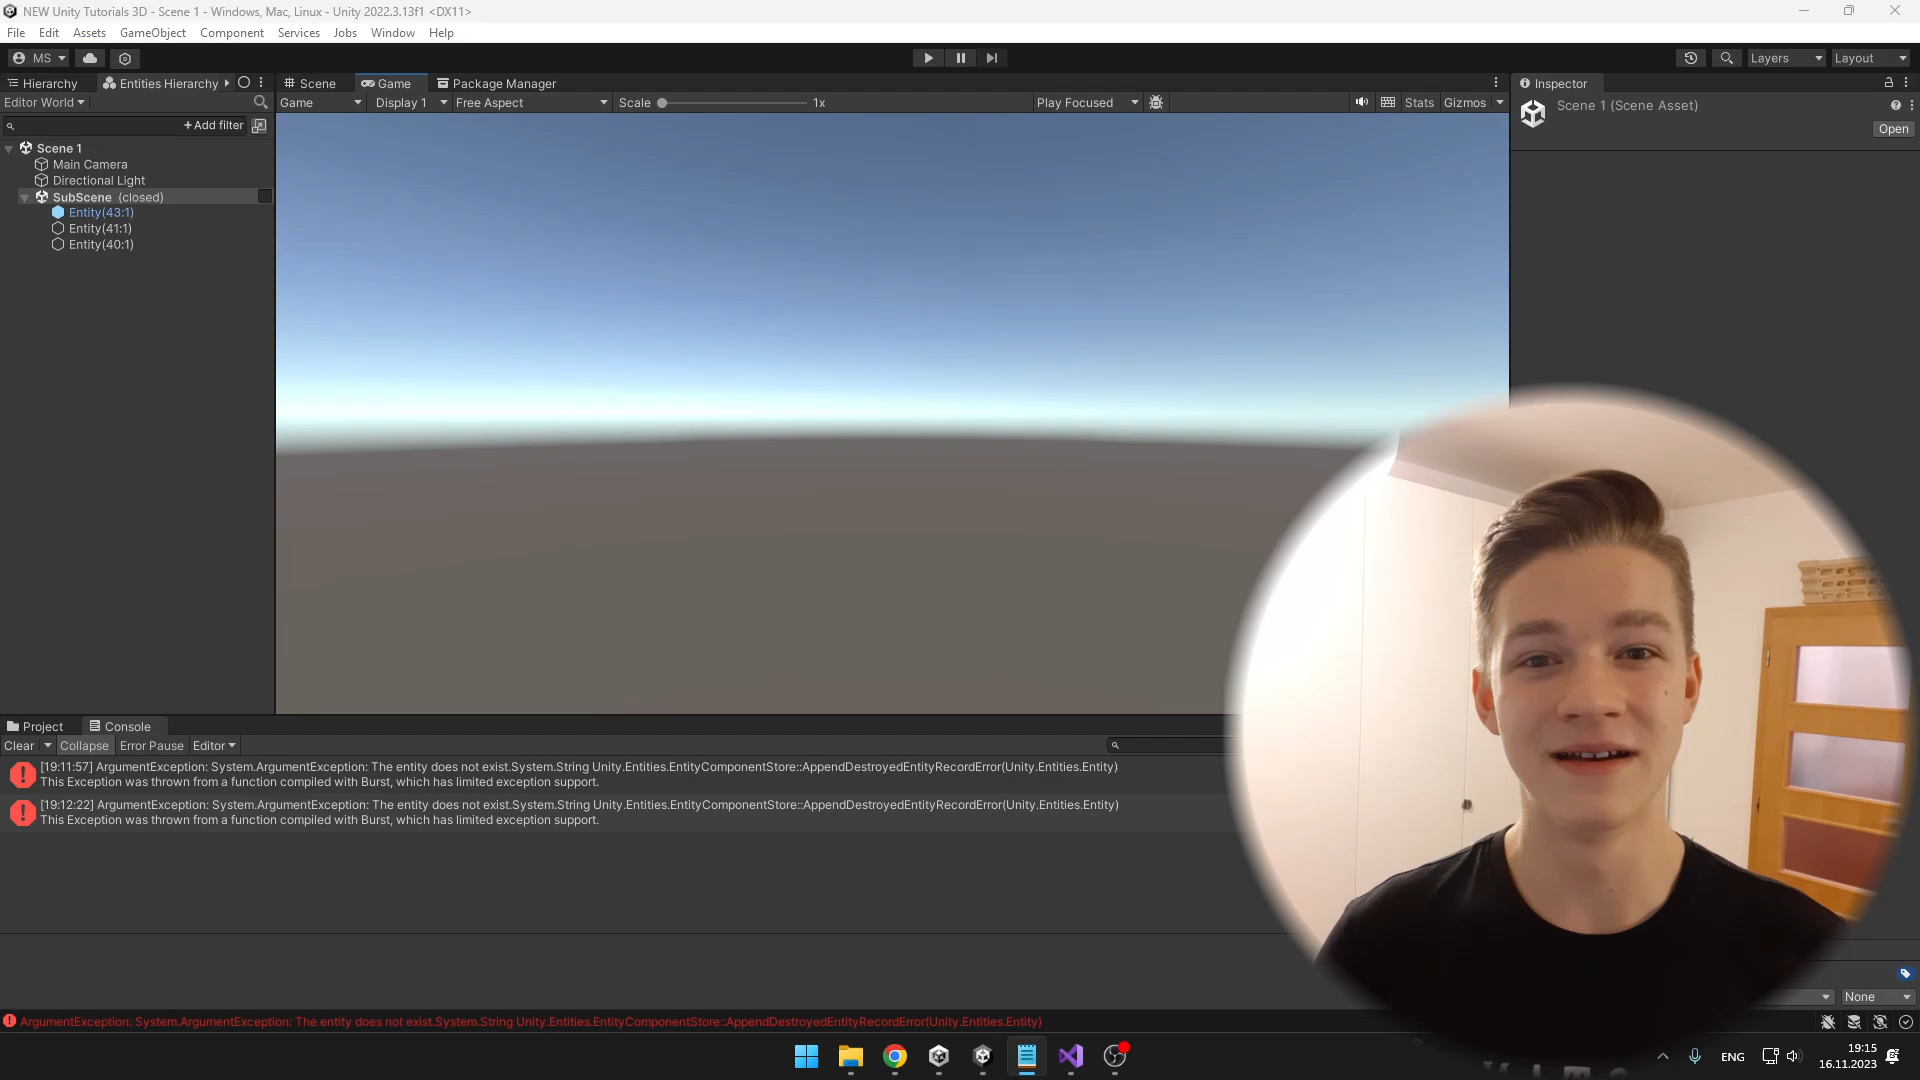 NEW Unity Tutorials 3D - Scene 1 - Windows, Mac, Linux - Unity 2022.3.13f1 <DX11>
File Edit Assets GameObject Component Services Jobs Window Help
MS
Layers
Layout
Hierarchy
Entities Hierarchy
Scene
Game
Package Manager
Inspector
Editor World
Game
Display 1
Free Aspect
Scale
1x
Play Focused
Stats
Gizmos
Scene 1 (Scene Asset)
Open
+ Add filter
Scene 1
Main Camera
Directional Light
SubScene (closed)
Entity(43:1)
Entity(41:1)
Entity(40:1)
Project
Console
Clear
Collapse
Error Pause
Editor
[19:11:57] ArgumentException: System.ArgumentException: The entity does not exist.System.String Unity.Entities.EntityComponentStore::AppendDestroyedEntityRecordError(Unity.Entities.Entity)
This Exception was thrown from a function compiled with Burst, which has limited exception support.
[19:12:22] ArgumentException: System.ArgumentException: The entity does not exist.System.String Unity.Entities.EntityComponentStore::AppendDestroyedEntityRecordError(Unity.Entities.Entity)
This Exception was thrown from a function compiled with Burst, which has limited exception support.
None
ArgumentException: System.ArgumentException: The entity does not exist.System.String Unity.Entities.EntityComponentStore::AppendDestroyedEntityRecordError(Unity.Entities.Entity)
ENG
19:15
16.11.2023